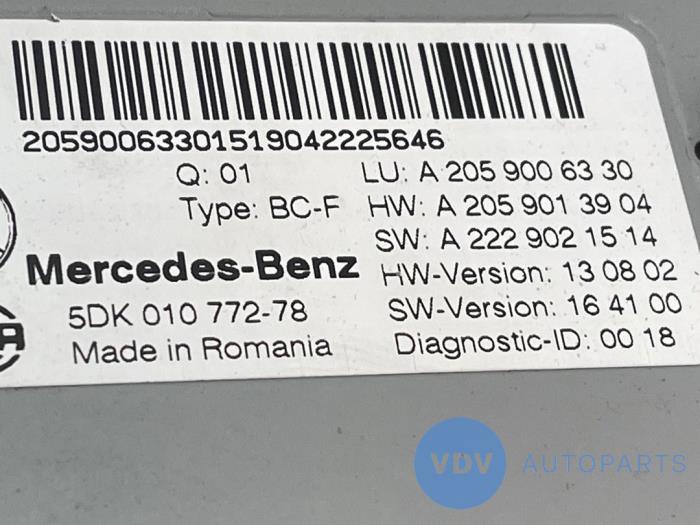 205900633015190422256​46
Q: 01 LU: A 205 900 63 30
Type: BC-F HW: A 205 901 39 04
SW: A 222 902 15 14
Mercedes-Benz HW-Version: 13 08 02
5DK 010 772-78 SW-Version: 16 41 00
Made in Romania Diagnostic-ID: 00 18
VDV AUTOPARTS